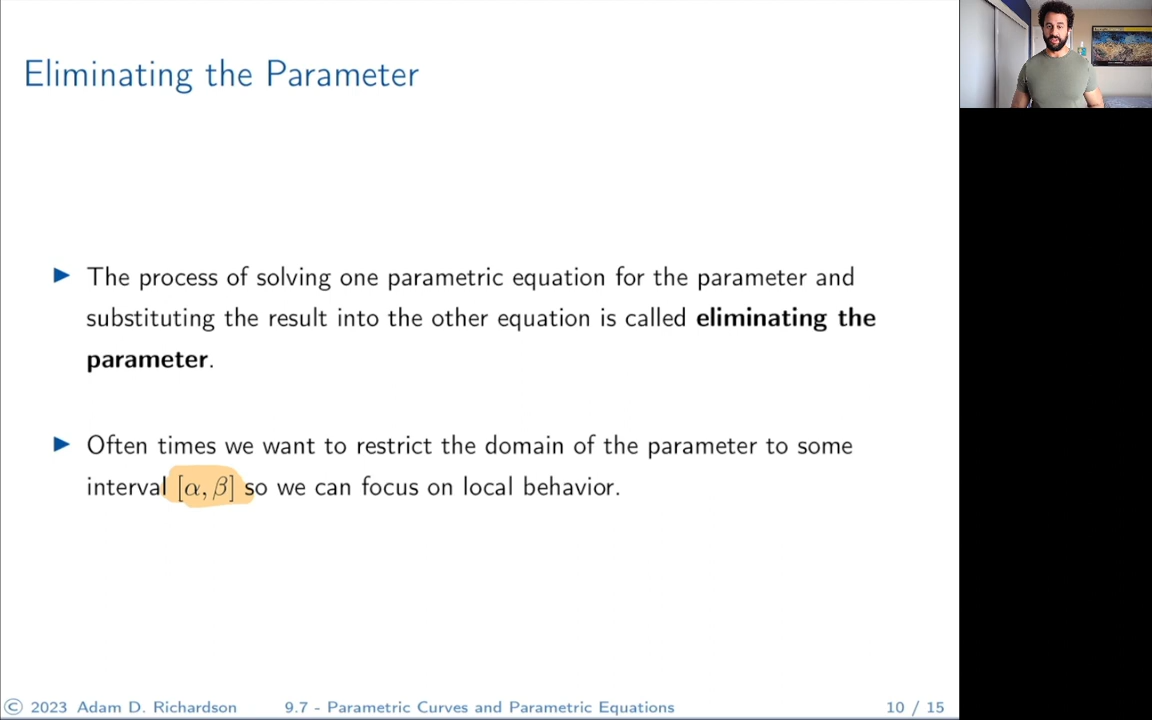 Eliminating the Parameter
▶ The process of solving one parametric equation for the parameter and
substituting the result into the other equation is called eliminating the
parameter.
▶ Often times we want to restrict the domain of the parameter to some
interval [α, β] so we can focus on local behavior.
© 2023 Adam D. Richardson 9.7 - Parametric Curves and Parametric Equations 10 / 15